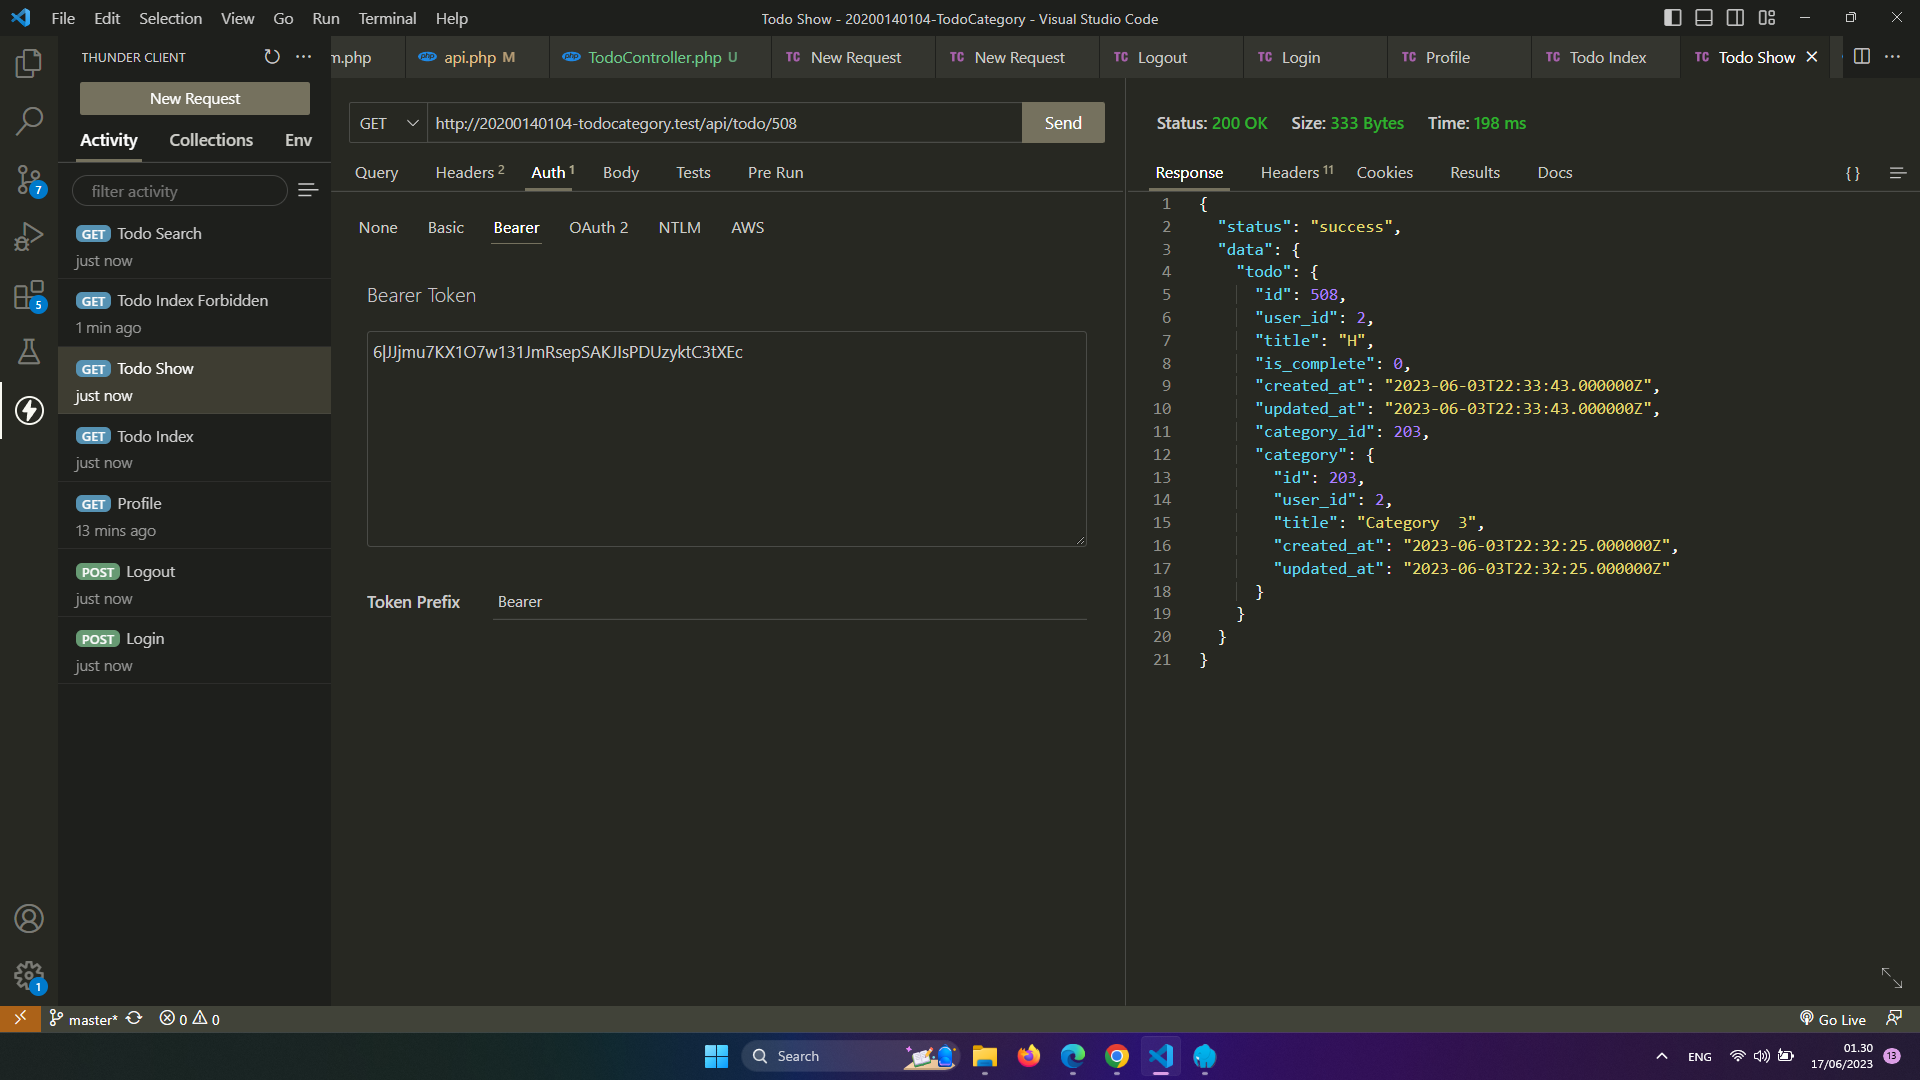 File Edit Selection View Go Run Terminal Help
Todo Show - 20200140104-TodoCategory - Visual Studio Code
THUNDER CLIENT
New Request
Activity Collections Env
filter activity
GET Todo Search
just now
GET Todo Index Forbidden
1 min ago
GET Todo Show
just now
GET Todo Index
just now
GET Profile
13 mins ago
POST Logout
just now
POST Login
just now
7
5
1
m.php
php api.php M
php TodoController.php U
TC New Request
TC New Request
TC Logout
TC Login
TC Profile
TC Todo Index
TC Todo Show
GET http://20200140104-todocategory.test/api/todo/508 Send
Query Headers 2 Auth 1 Body Tests Pre Run
None Basic Bearer OAuth 2 NTLM AWS
Bearer Token
6|JJjmu7KX1O7w131JmRsepSAKJIsPDUzyktC3tXEc
Token Prefix Bearer
Status: 200 OK Size: 333 Bytes Time: 198 ms
Response Headers 11 Cookies Results Docs {}
1 {
2 "status": "success",
3 "data": {
4 "todo": {
5 "id": 508,
6 "user_id": 2,
7 "title": "H",
8 "is_complete": 0,
9 "created_at": "2023-06-03T22:33:43.000000Z",
10 "updated_at": "2023-06-03T22:33:43.000000Z",
11 "category_id": 203,
12 "category": {
13 "id": 203,
14 "user_id": 2,
15 "title": "Category  3",
16 "created_at": "2023-06-03T22:32:25.000000Z",
17 "updated_at": "2023-06-03T22:32:25.000000Z"
18 }
19 }
20 }
21 }
master* 0 0
Go Live
Search
ENG
01.30
17/06/2023
13